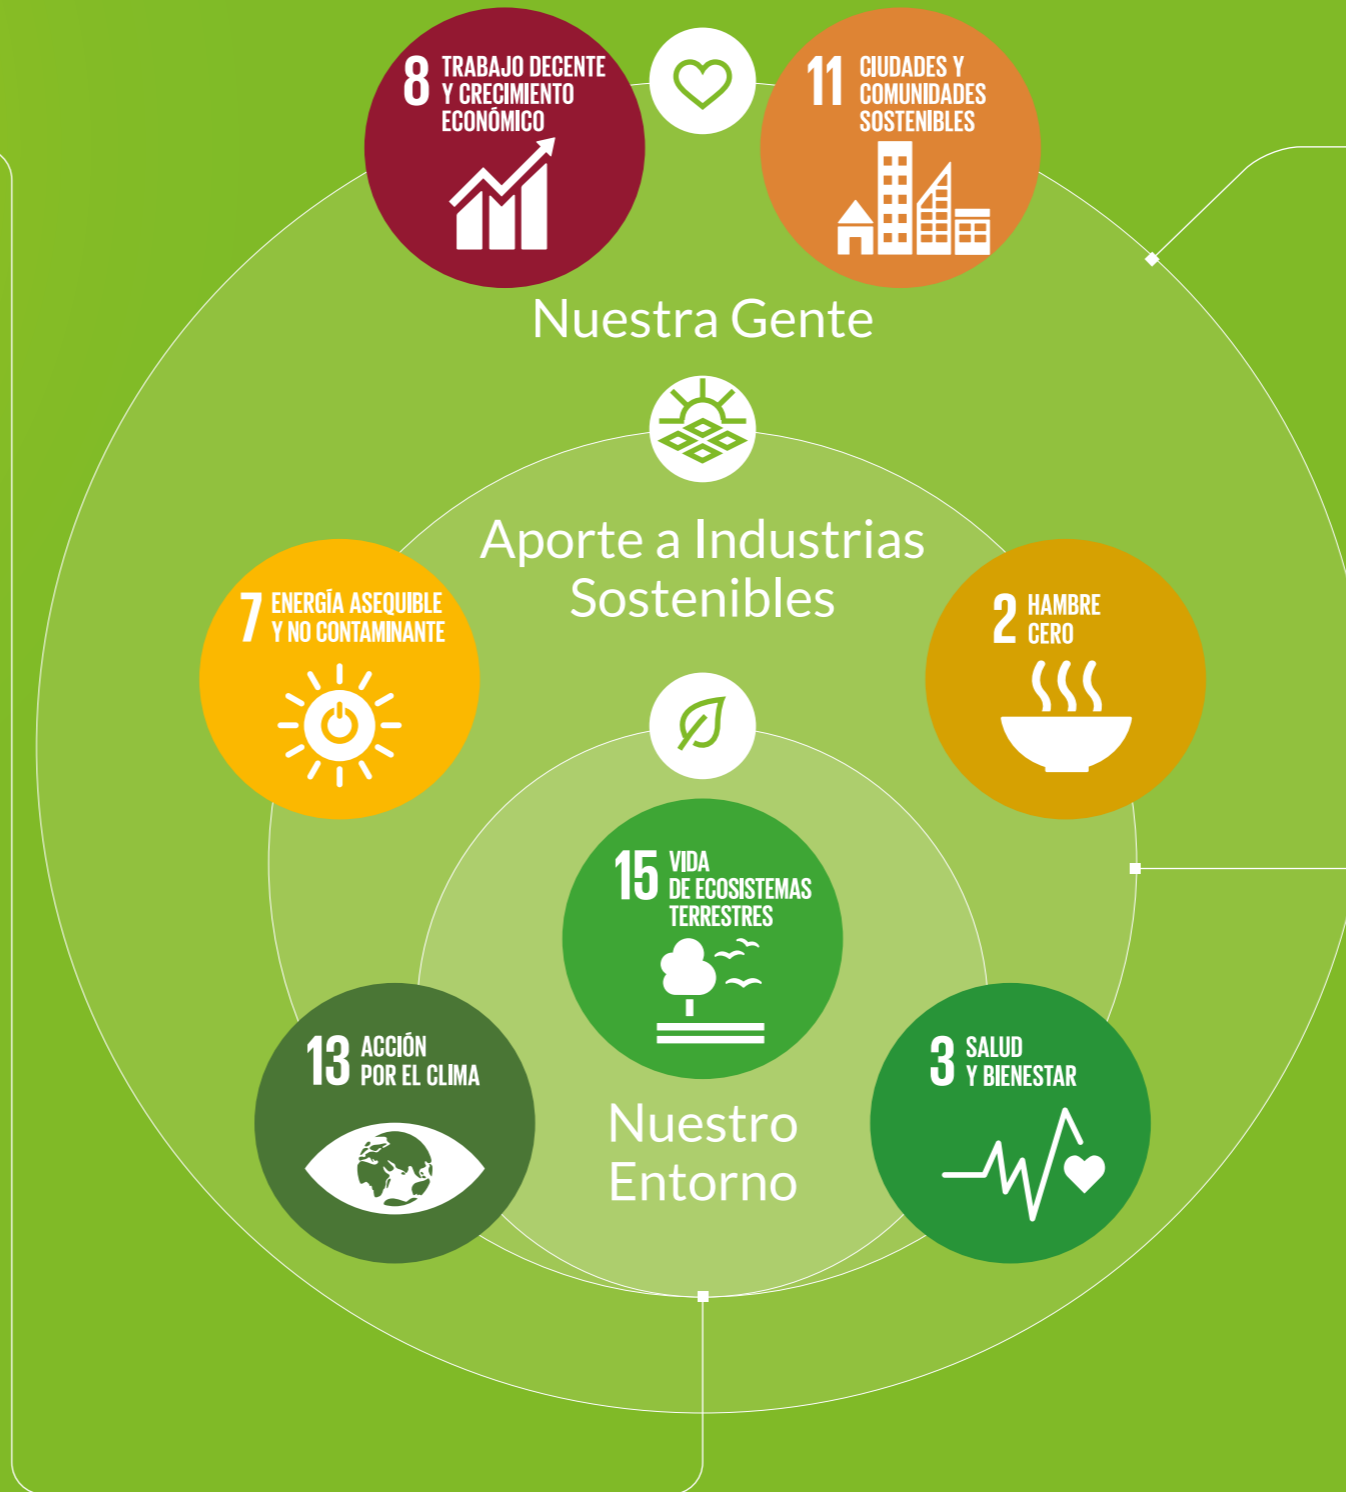 8 TRABAJO DECENTE
Y CRECIMIENTO
ECONÓMICO
11 CIUDADES Y
COMUNIDADES
SOSTENIBLES
Nuestra Gente
Aporte a Industrias
Sostenibles
7 ENERGÍA ASEQUIBLE
Y NO CONTAMINANTE
2 HAMBRE
CERO
15 VIDA
DE ECOSISTEMAS
TERRESTRES
13 ACCIÓN
POR EL CLIMA
3 SALUD
Y BIENESTAR
Nuestro
Entorno